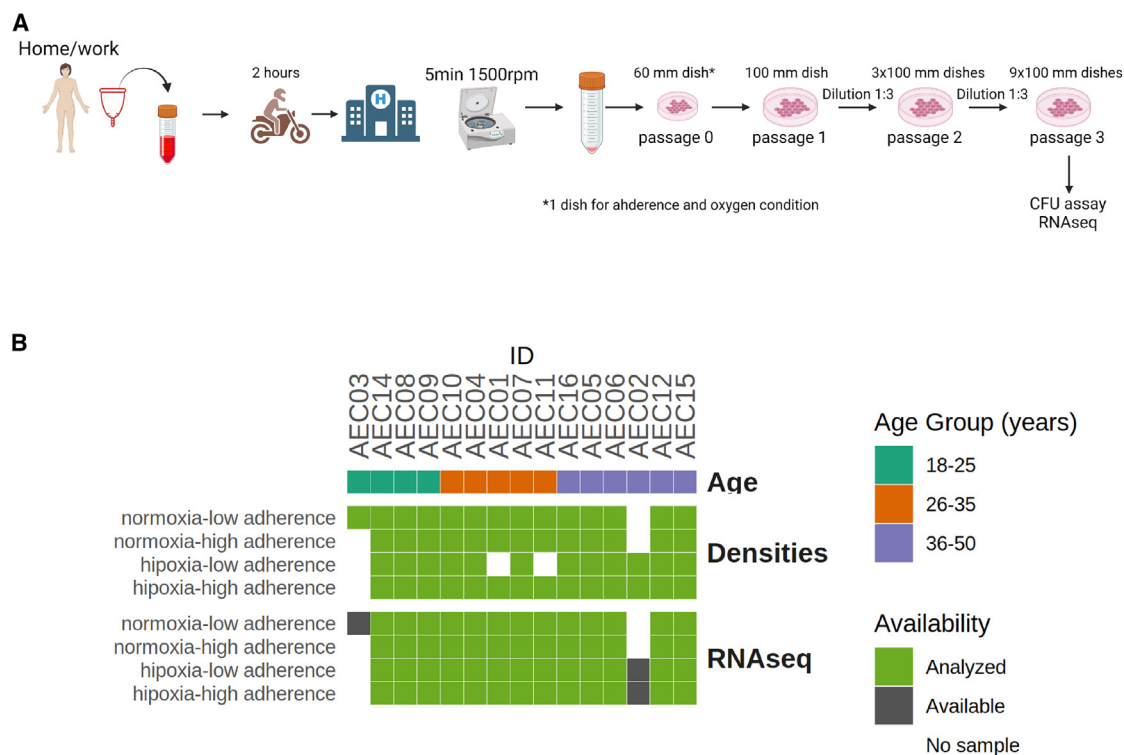 A
Home/work
2 hours
H
5min 1500rpm
60 mm dish*
100 mm dish
3x100 mm dishes
9x100 mm dishes
Dilution 1:3
Dilution 1:3
passage 0
passage 1
passage 2
passage 3
*1 dish for ahderence and oxygen condition
CFU assay
RNAseq
B
ID
AEC03
AEC14
AEC08
AEC09
AEC10
AEC04
AEC01
AEC07
AEC11
AEC16
AEC05
AEC06
AEC02
AEC12
AEC15
Age
normoxia-low adherence
normoxia-high adherence
hipoxia-low adherence
hipoxia-high adherence
Densities
normoxia-low adherence
normoxia-high adherence
hipoxia-low adherence
hipoxia-high adherence
RNAseq
Age Group (years)
18-25
26-35
36-50
Availability
Analyzed
Available
No sample